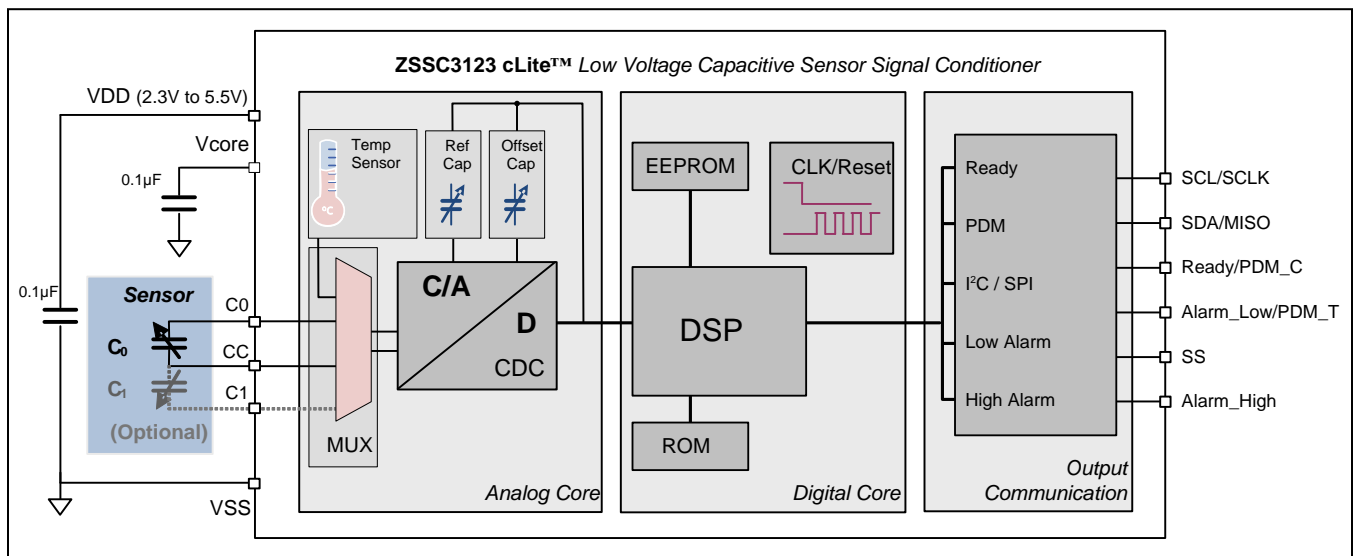 ZSSC3123 cLite™ Low Voltage Capacitive Sensor Signal Conditioner
VDD (2.3V to 5.5V)
Vcore
0.1µF
0.1µF
Sensor
C0
C0
CC
C1
C1
(Optional)
VSS
Temp
Sensor
ºC
Ref
Cap
Offset
Cap
MUX
C/A
D
CDC
Analog Core
EEPROM
CLK/Reset
DSP
ROM
Digital Core
Ready
PDM
I²C / SPI
Low Alarm
High Alarm
Output
Communication
SCL/SCLK
SDA/MISO
Ready/PDM_C
Alarm_Low/PDM_T
SS
Alarm_High